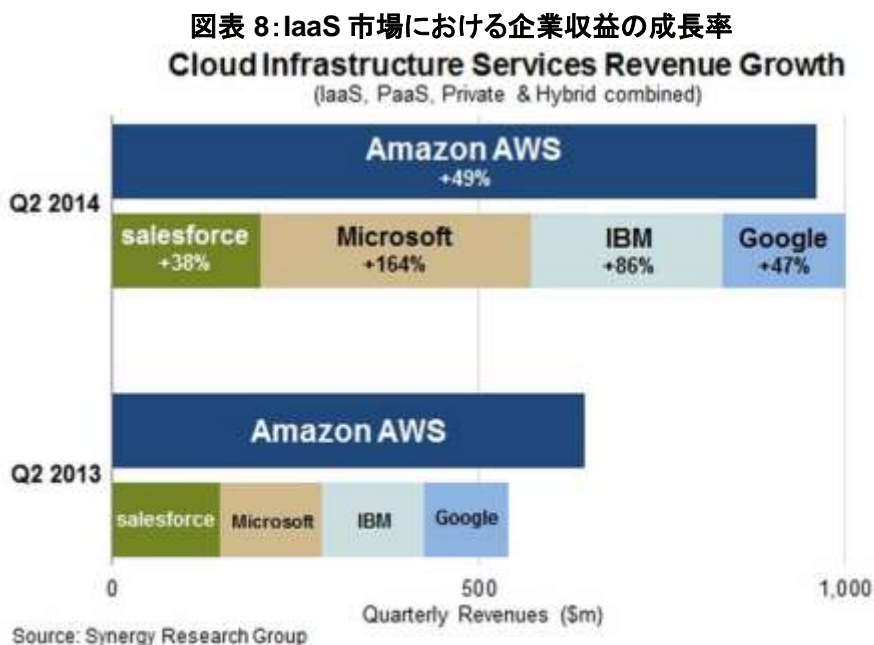 図表 8：IaaS 市場における企業収益の成長率
Cloud Infrastructure Services Revenue Growth
(IaaS, PaaS, Private & Hybrid combined)
Amazon AWS
+49%
Q2 2014
salesforce Microsoft IBM Google
+38% +164% +86% +47%
Amazon AWS
Q2 2013
salesforce Microsoft IBM Google
0 500 1,000
Quarterly Revenues ($m)
Source: Synergy Research Group